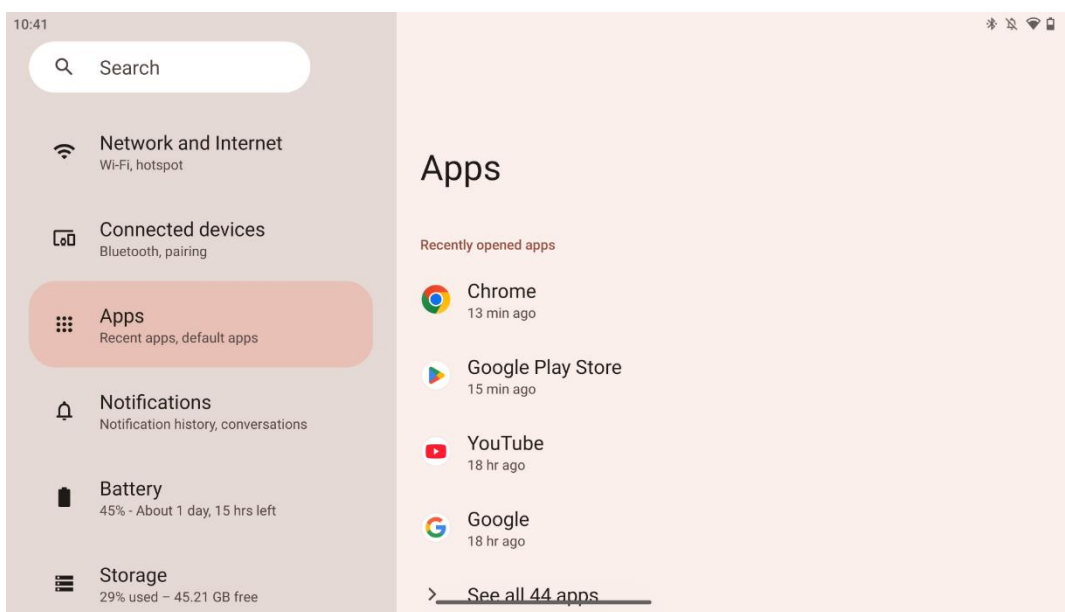 10:41
Search
Network and Internet
Wi-Fi, hotspot
Connected devices
Bluetooth, pairing
Apps
Recent apps, default apps
Notifications
Notification history, conversations
Battery
45% - About 1 day, 15 hrs left
Storage
29% used – 45.21 GB free
Apps
Recently opened apps
Chrome
13 min ago
Google Play Store
15 min ago
YouTube
18 hr ago
Google
18 hr ago
See all 44 apps